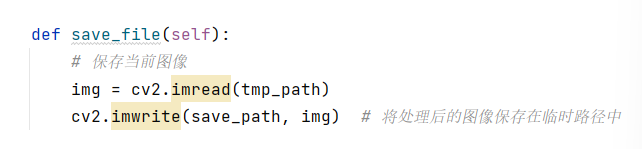 def save_file(self):
# 保存当前图像
img = cv2.imread(tmp_path)
cv2.imwrite(save_path, img)  # 将处理后的图像保存在临时路径中